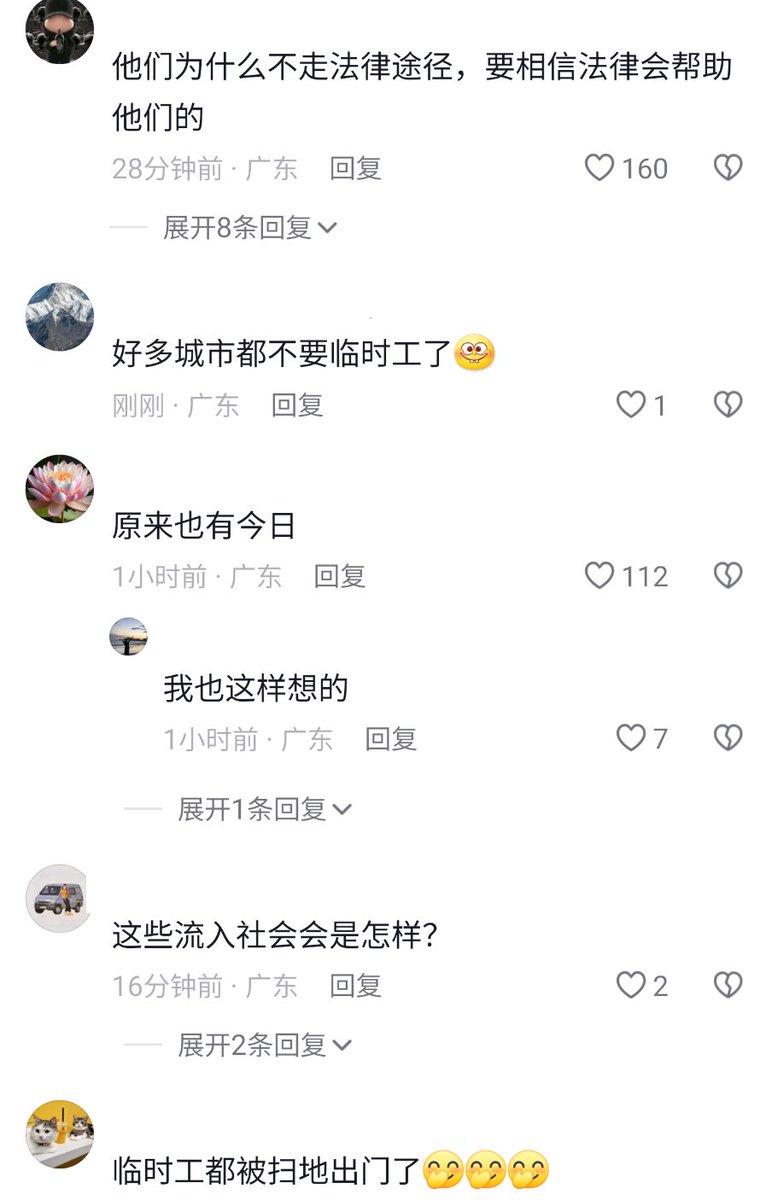 他们为什么不走法律途径，要相信法律会帮助
他们的
28分钟前 · 广东 回复 160
展开8条回复
好多城市都不要临时工了
刚刚 · 广东 回复 1
原来也有今日
1小时前 · 广东 回复 112
我也这样想的
1小时前 · 广东 回复 7
展开1条回复
这些流入社会会是怎样？
16分钟前 · 广东 回复 2
展开2条回复
临时工都被扫地出门了